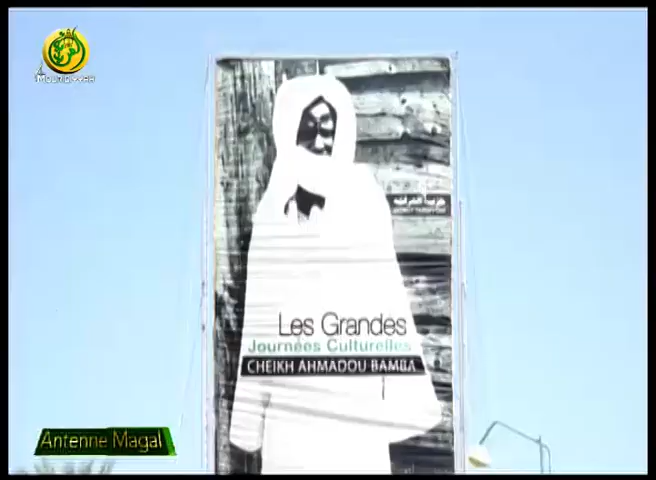 Les Grandes
Journées Culturelles
CHEIKH AHMADOU BAMBA
Antenne Magal